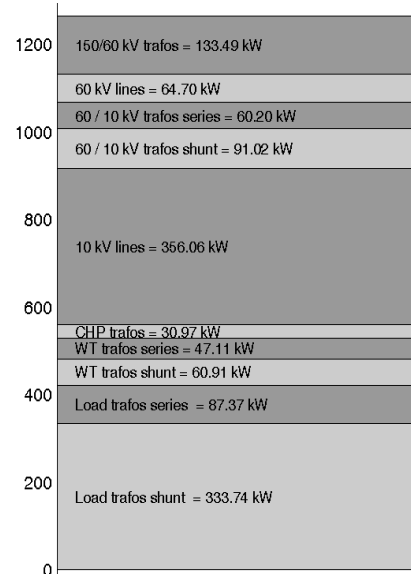 1200
150/60 kV trafos = 133.49 kW
60 kV lines = 64.70 kW
60 / 10 kV trafos series = 60.20 kW
1000
60 / 10 kV trafos shunt = 91.02 kW
800
10 kV lines = 356.06 kW
600
CHP trafos = 30.97 kW
WT trafos series = 47.11 kW
WT trafos shunt = 60.91 kW
400
Load trafos series = 87.37 kW
200
Load trafos shunt = 333.74 kW
0